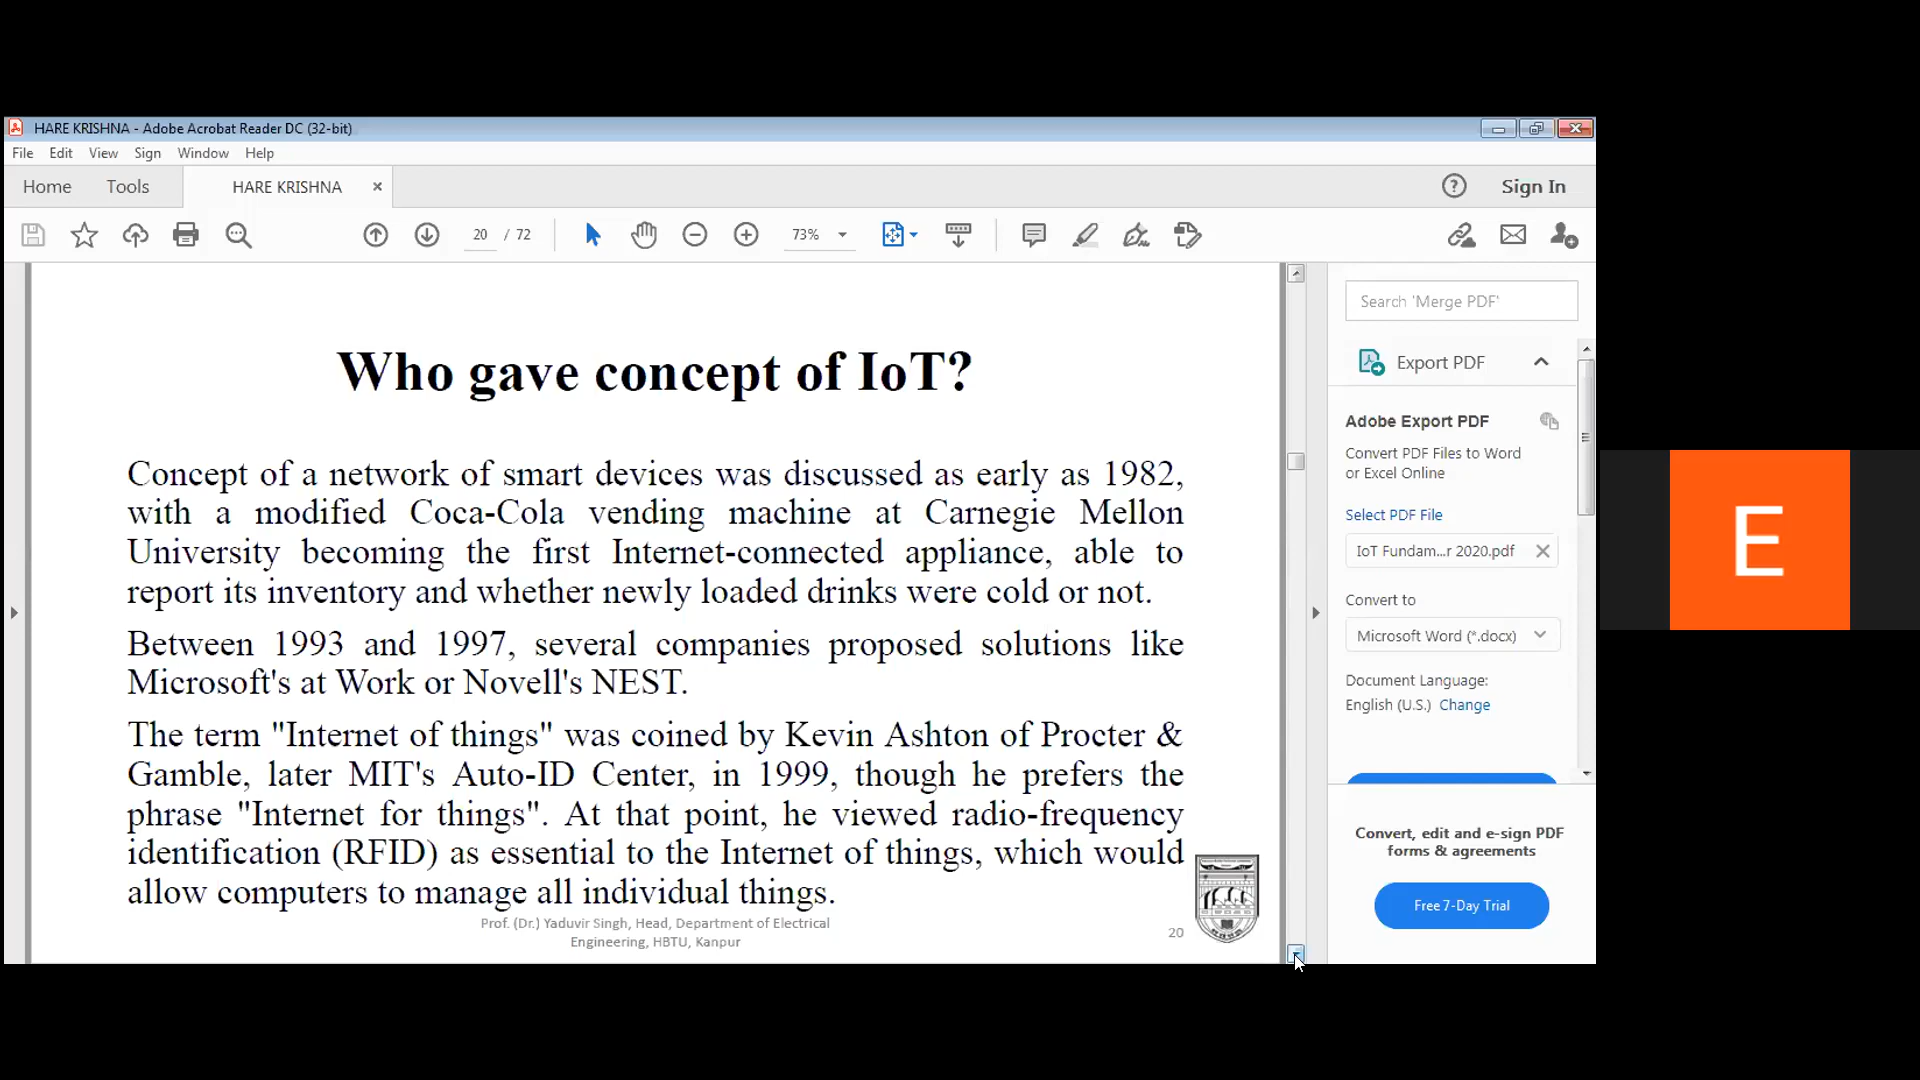 HARE KRISHNA - Adobe Acrobat Reader DC (32-bit)
File Edit View Sign Window Help
Home Tools HARE KRISHNA
Sign In
20 / 72
73%
Search 'Merge PDF'
Export PDF
Adobe Export PDF
Convert PDF Files to Word
or Excel Online
Select PDF File
IoT Fundam...r 2020.pdf
Convert to
Microsoft Word (*.docx)
Document Language:
English (U.S.) Change
Convert, edit and e-sign PDF
forms & agreements
Free 7-Day Trial
Who gave concept of IoT?
Concept of a network of smart devices was discussed as early as 1982,
with a modified Coca-Cola vending machine at Carnegie Mellon
University becoming the first Internet-connected appliance, able to
report its inventory and whether newly loaded drinks were cold or not.
Between 1993 and 1997, several companies proposed solutions like
Microsoft's at Work or Novell's NEST.
The term "Internet of things" was coined by Kevin Ashton of Procter &
Gamble, later MIT's Auto-ID Center, in 1999, though he prefers the
phrase "Internet for things". At that point, he viewed radio-frequency
identification (RFID) as essential to the Internet of things, which would
allow computers to manage all individual things.
Prof. (Dr.) Yaduvir Singh, Head, Department of Electrical
Engineering, HBTU, Kanpur
20
E